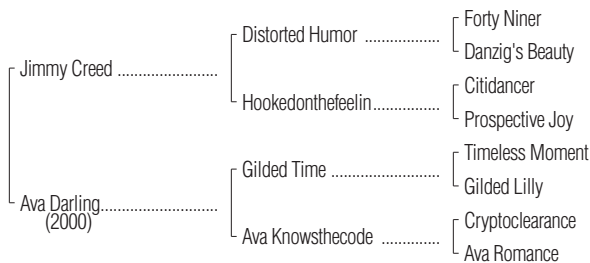 Forty Niner
Distorted Humor ..................
Danzig's Beauty
Jimmy Creed ........................
Citidancer
Hookedonthefeelin................
Prospective Joy
Timeless Moment
Gilded Time ..........................
Gilded Lilly
Ava Darling............................
(2000)
Cryptoclearance
Ava Knowsthecode ..............
Ava Romance